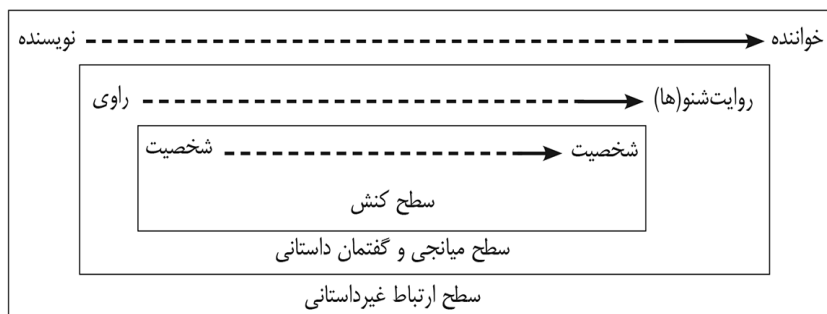 نویسنده خواننده
راوی روایت‌شنو(ها)
شخصیت شخصیت
سطح کنش
سطح میانجی و گفتمان داستانی
سطح ارتباط غیرداستانی